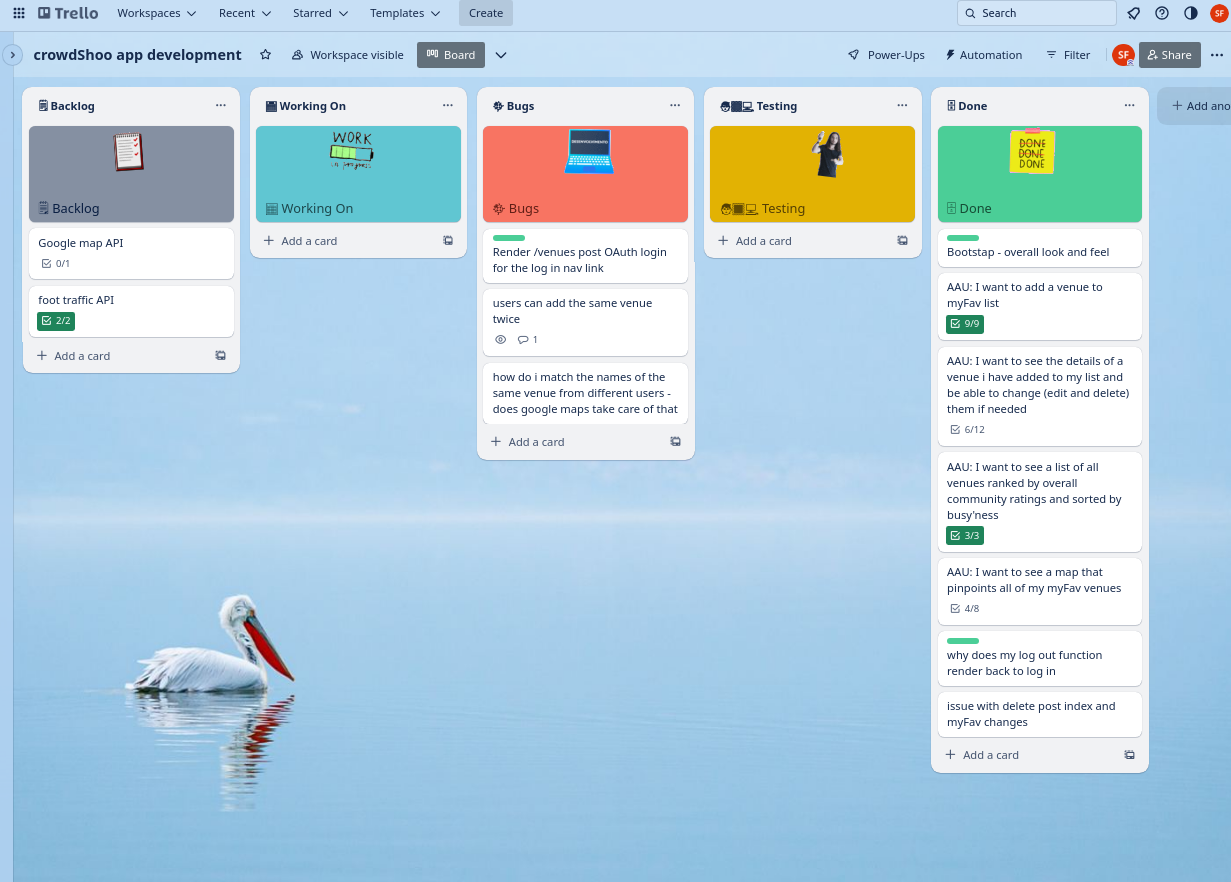 Trello Workspaces Recent Starred Templates Create Search SF
crowdShoo app development Workspace visible Board Power-Ups Automation Filter SF Share
Backlog
Backlog
Google map API
0/1
foot traffic API
2/2
Add a card
Working On
WORK
in progress
Working On
Add a card
Bugs
Bugs
Render /venues post OAuth login
for the log in nav link
users can add the same venue
twice
1
how do i match the names of the
same venue from different users -
does google maps take care of that
Add a card
Testing
Testing
Add a card
Done
DONE
DONE
DONE
Done
Bootstap - overall look and feel
AAU: I want to add a venue to
myFav list
9/9
AAU: I want to see the details of a
venue i have added to my list and
be able to change (edit and delete)
them if needed
6/12
AAU: I want to see a list of all
venues ranked by overall
community ratings and sorted by
busy'ness
3/3
AAU: I want to see a map that
pinpoints all of my myFav venues
4/8
why does my log out function
render back to log in
issue with delete post index and
myFav changes
Add a card
Add ano